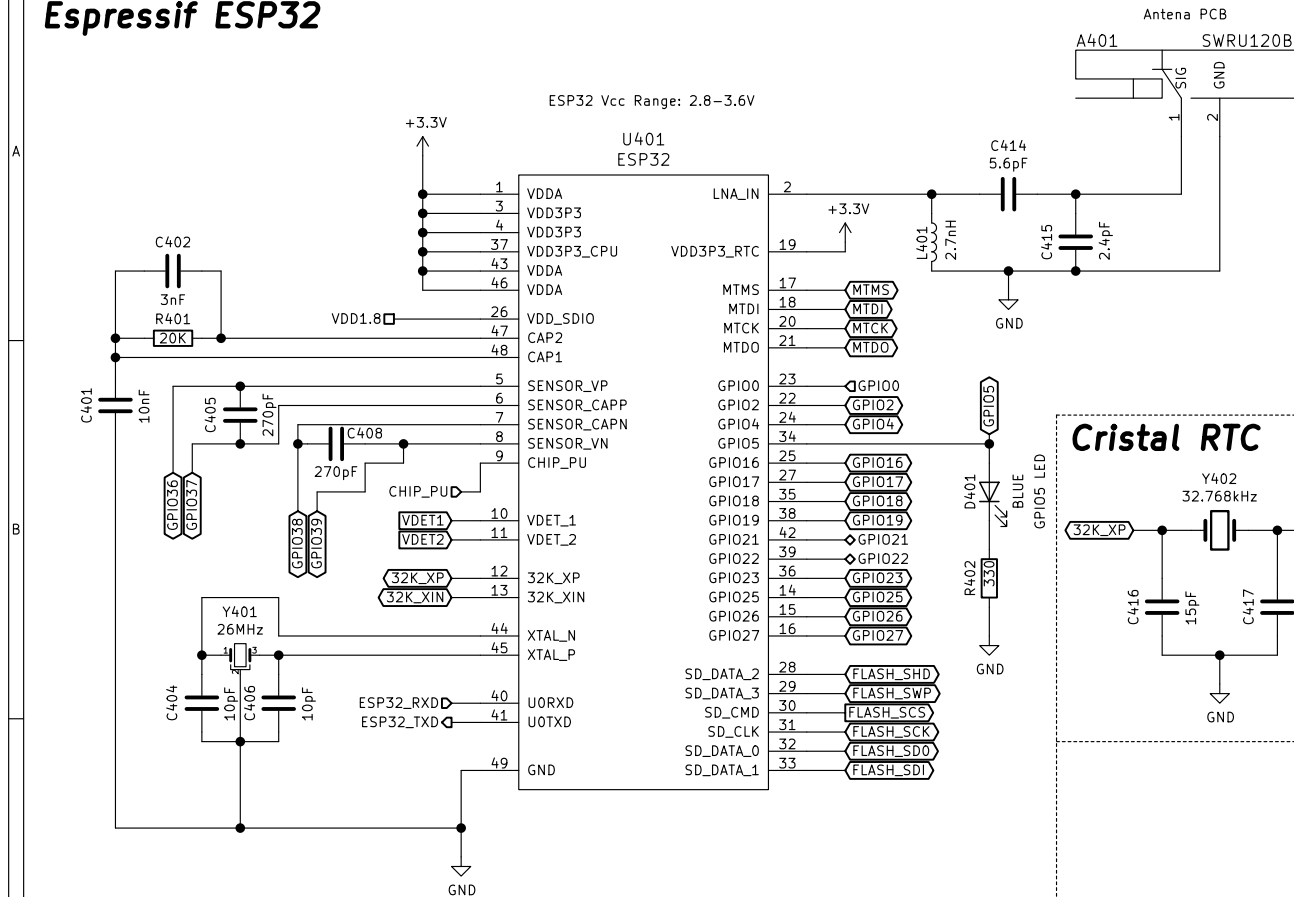 Espressif ESP32
Antena PCB
A401
SWRU120B
SIG
GND
1
2
ESP32 Vcc Range: 2.8-3.6V
U401
ESP32
+3.3V
A
B
1 VDDA
3 VDD3P3
4 VDD3P3
37 VDD3P3_CPU
43 VDDA
46 VDDA
VDD1.8 26 VDD_SDIO
47 CAP2
48 CAP1
5 SENSOR_VP
6 SENSOR_CAPP
7 SENSOR_CAPN
8 SENSOR_VN
CHIP_PU 9 CHIP_PU
VDET1 10 VDET_1
VDET2 11 VDET_2
32K_XP 12 32K_XP
32K_XIN 13 32K_XIN
44 XTAL_N
45 XTAL_P
ESP32_RXD 40 U0RXD
ESP32_TXD 41 U0TXD
49 GND
GND
C402
3nF
R401
20K
C401
10nF
C405
270pF
C408
270pF
GPIO36
GPIO37
GPIO38
GPIO39
Y401
26MHz
1
3
2
C404
10pF
C406
10pF
LNA_IN 2
+3.3V
VDD3P3_RTC 19
MTMS 17 MTMS
MTDI 18 MTDI
MTCK 20 MTCK
MTDO 21 MTDO
GPIO0 23 GPIO0
GPIO2 22 GPIO2
GPIO4 24 GPIO4
GPIO5 34
GPIO16 25 GPIO16
GPIO17 27 GPIO17
GPIO18 35 GPIO18
GPIO19 38 GPIO19
GPIO21 42 GPIO21
GPIO22 39 GPIO22
GPIO23 36 GPIO23
GPIO25 14 GPIO25
GPIO26 15 GPIO26
GPIO27 16 GPIO27
SD_DATA_2 28 FLASH_SHD
SD_DATA_3 29 FLASH_SWP
SD_CMD 30 FLASH_SCS
SD_CLK 31 FLASH_SCK
SD_DATA_0 32 FLASH_SD0
SD_DATA_1 33 FLASH_SDI
C414
5.6pF
L401
2.7nH
C415
2.4pF
GND
GPIO5
D401
BLUE
GPIO5 LED
R402
330
GND
Cristal RTC
Y402
32.768kHz
32K_XP
C416
15pF
C417
GND